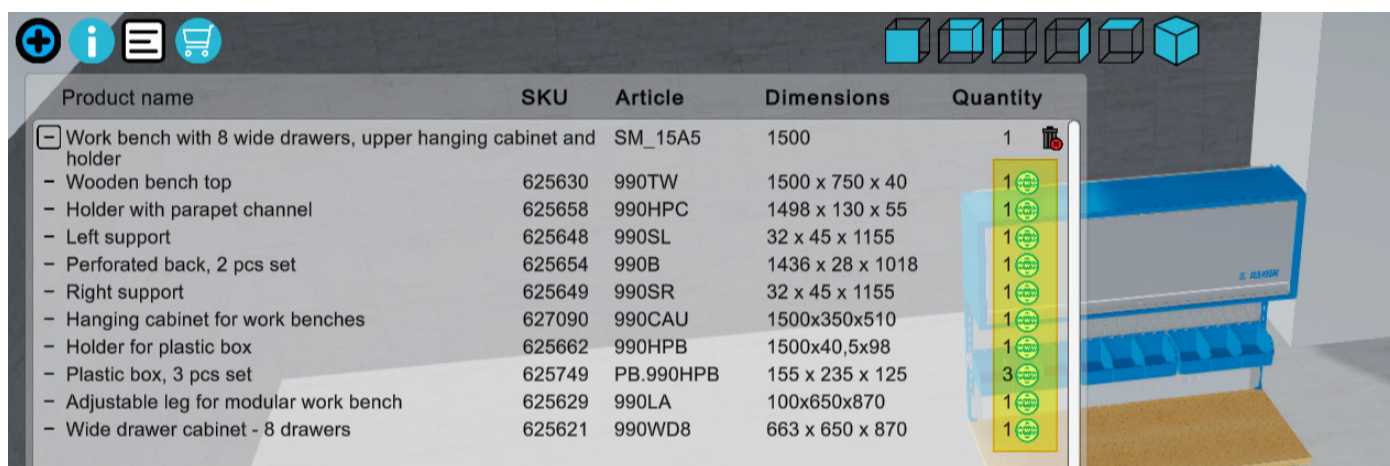 Product name SKU Article Dimensions Quantity
Work bench with 8 wide drawers, upper hanging cabinet and SM_15A5 1500 1
holder
– Wooden bench top 625630 990TW 1500 x 750 x 40 1
– Holder with parapet channel 625658 990HPC 1498 x 130 x 55 1
– Left support 625648 990SL 32 x 45 x 1155 1
– Perforated back, 2 pcs set 625654 990B 1436 x 28 x 1018 1
– Right support 625649 990SR 32 x 45 x 1155 1
– Hanging cabinet for work benches 627090 990CAU 1500x350x510 1
– Holder for plastic box 625662 990HPB 1500x40,5x98 1
– Plastic box, 3 pcs set 625749 PB.990HPB 155 x 235 x 125 3
– Adjustable leg for modular work bench 625629 990LA 100x650x870 1
– Wide drawer cabinet - 8 drawers 625621 990WD8 663 x 650 x 870 1